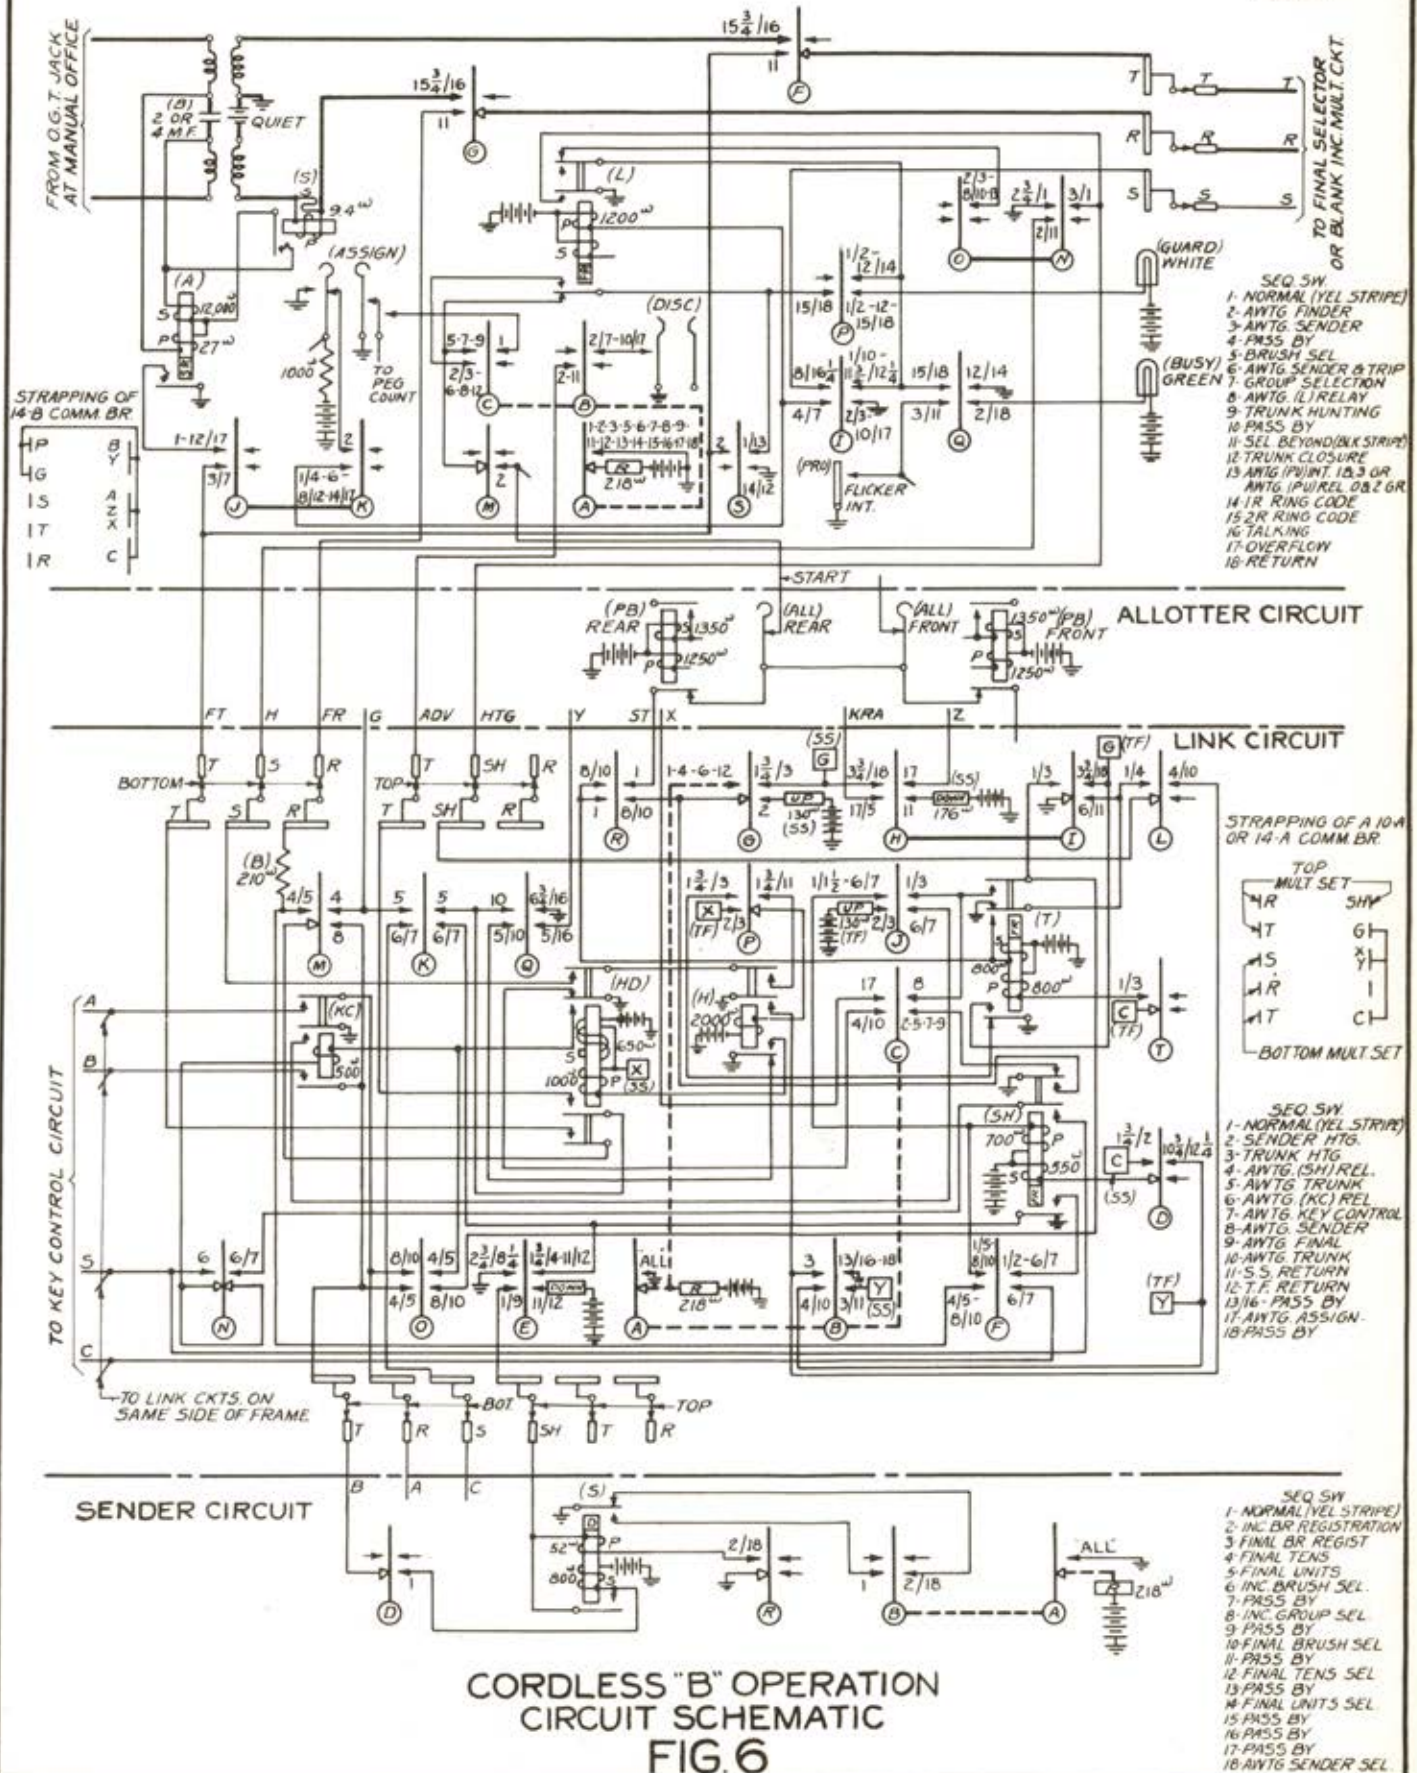 15 3/4/16
11
F
FROM O.G.T. JACK
AT MANUAL OFFICE
(B)
2 OR
4 M.F.
QUIET
15 3/4/16
11
G
T
T
T
R
R
R
S
S
S
TO FINAL SELECTOR
OR BLANK INC. MULT. CKT.
(S)
9.4ω
P
(L)
1200ω
P
S
2/3-
8/10-13
2 3/4/1
3/1
2/11
O
N
(ASSIGN)
(A)
S
12,000ω
P
27ω
SR
1000ω
TO
PEG
COUNT
(DISC)
1/2-
12/14
15/18
1/2-12-
15/18
P
(GUARD)
WHITE
(BUSY)
GREEN
5-7-9
1
2/3-
6-8-12
C
2/7-10/17
2-11
B
1/10-
8/16 1/4
11 3/4/12 1/4
4/7
2/3-
10/17
I
15/18
12/14
3/11
2/18
Q
STRAPPING OF
14-B COMM. BR.
P
G
S
T
R
B
Y
A
Z
X
C
1-12/17
3/7
J
2
1/4-6-
8/12-14/17
K
2
M
1-2-3-5-6-7-8-9-
11-12-13-14-15-16-17-18
R
218ω
A
2
1/13
14/12
S
(PRO)
FLICKER
INT.
SEQ. SW.
1- NORMAL (YEL STRIPE)
2- AWTG FINDER
3- AWTG. SENDER
4- PASS BY
5- BRUSH SEL
6- AWTG. SENDER & TRIP
7- GROUP SELECTION
8- AWTG. (L) RELAY
9- TRUNK HUNTING
10- PASS BY
11- SEL BEYOND (BLK STRIPE)
12- TRUNK CLOSURE
13 AWTG (PU) INT. 1&3 GR
AWTG (PU) REL 0&2 GR.
14-1R RING CODE
15-2R RING CODE
16- TALKING
17- OVERFLOW
18- RETURN
START
ALLOTTER CIRCUIT
(PB)
REAR
S
1350ω
P
1250ω
(ALL)
REAR
(ALL)
FRONT
1350ω
(PB)
FRONT
S
P
1250ω
FT
H
FR
G
ADV
HTG
Y
ST
X
KRA
Z
LINK CIRCUIT
BOTTOM
T
S
R
TOP
T
SH
R
T
S
R
T
SH
R
8/10
1
1
8/10
R
1-4-6-12
1 3/4/3
2
UP
130ω
(SS)
G
(SS)
G
3 3/4/18
17/5
17
11
H
(SS)
DOWN
176ω
1/3
3 3/4/18
6/11
I
G
(TF)
1/4
4/10
L
STRAPPING OF A 10-A
OR 14-A COMM. BR.
TOP
MULT SET
R
T
S
R
T
SHY
G
X
Y
I
C
BOTTOM MULT. SET
(B)
210ω
4/5
4
8
M
5
5
6/7
6/7
K
10
6 3/4/16
5/10
5/16
Q
1 3/4/3
1 3/4/11
X
(TF)
2/3
P
1/1 1/2-6/7
1/3
UP
130ω
(TF)
2/3
6/7
J
(T)
S
800ω
P
800ω
1/3
C
(TF)
T
(KC)
500ω
(HD)
S
650ω
1000ω
P
X
(SS)
(H)
2000ω
17
8
4/10
2-5-7-9
C
(SH)
700ω
P
550ω
S
1 3/4/2
C
(SS)
10 3/4/12 1/4
D
SEQ. SW.
1- NORMAL (YEL STRIPE)
2- SENDER HTG.
3- TRUNK HTG
4- AWTG. (SH) REL.
5- AWTG TRUNK
6- AWTG. (KC) REL.
7- AWTG. KEY CONTROL
8- AWTG. SENDER
9- AWTG. FINAL
10- AWTG TRUNK
11- S.S. RETURN
12- T.F. RETURN
13/16- PASS BY
17- AWTG. ASSIGN.
18- PASS BY
TO KEY CONTROL CIRCUIT
A
B
S
C
6
6/7
N
8/10
4/5
4/5
8/10
O
2 3/4/8 1/4
1 3/4/4-11/12
1/9
11/12
DOWN
E
"ALL"
R
218ω
A
3
13/16-18
4/10
3/11
Y
(SS)
B
1/5-
8/10
1/2-6/7
4/5-
8/10
6/7
F
(TF)
Y
TO LINK CKTS. ON
SAME SIDE OF FRAME
BOT.
TOP
T
R
S
SH
T
R
SENDER CIRCUIT
B
A
C
(S)
D
52ω
P
800ω
S
1
D
2/18
R
1
2/18
B
"ALL"
R
218ω
A
SEQ SW
1- NORMAL (YEL STRIPE)
2- INC BR REGISTRATION
3 FINAL BR REGIST
4- FINAL TENS
5- FINAL UNITS
6 INC. BRUSH SEL.
7- PASS BY
8- INC. GROUP SEL.
9 PASS BY
10-FINAL BRUSH SEL
11- PASS BY
12 FINAL TENS SEL
13 PASS BY
14-FINAL UNITS SEL.
15 PASS BY
16 PASS BY
17-PASS BY
18-AWTG SENDER SEL.
CORDLESS "B" OPERATION
CIRCUIT SCHEMATIC
FIG. 6